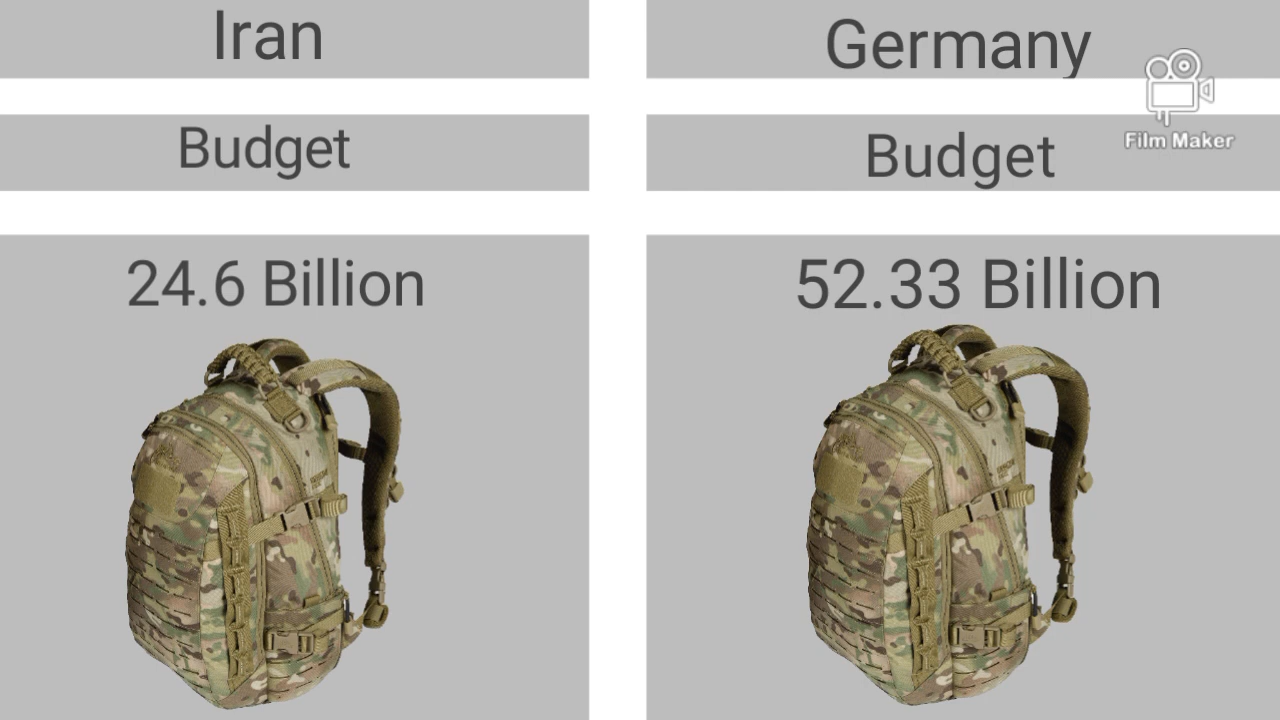 Iran
Germany
Film Maker
Budget
Budget
24.6 Billion
52.33 Billion